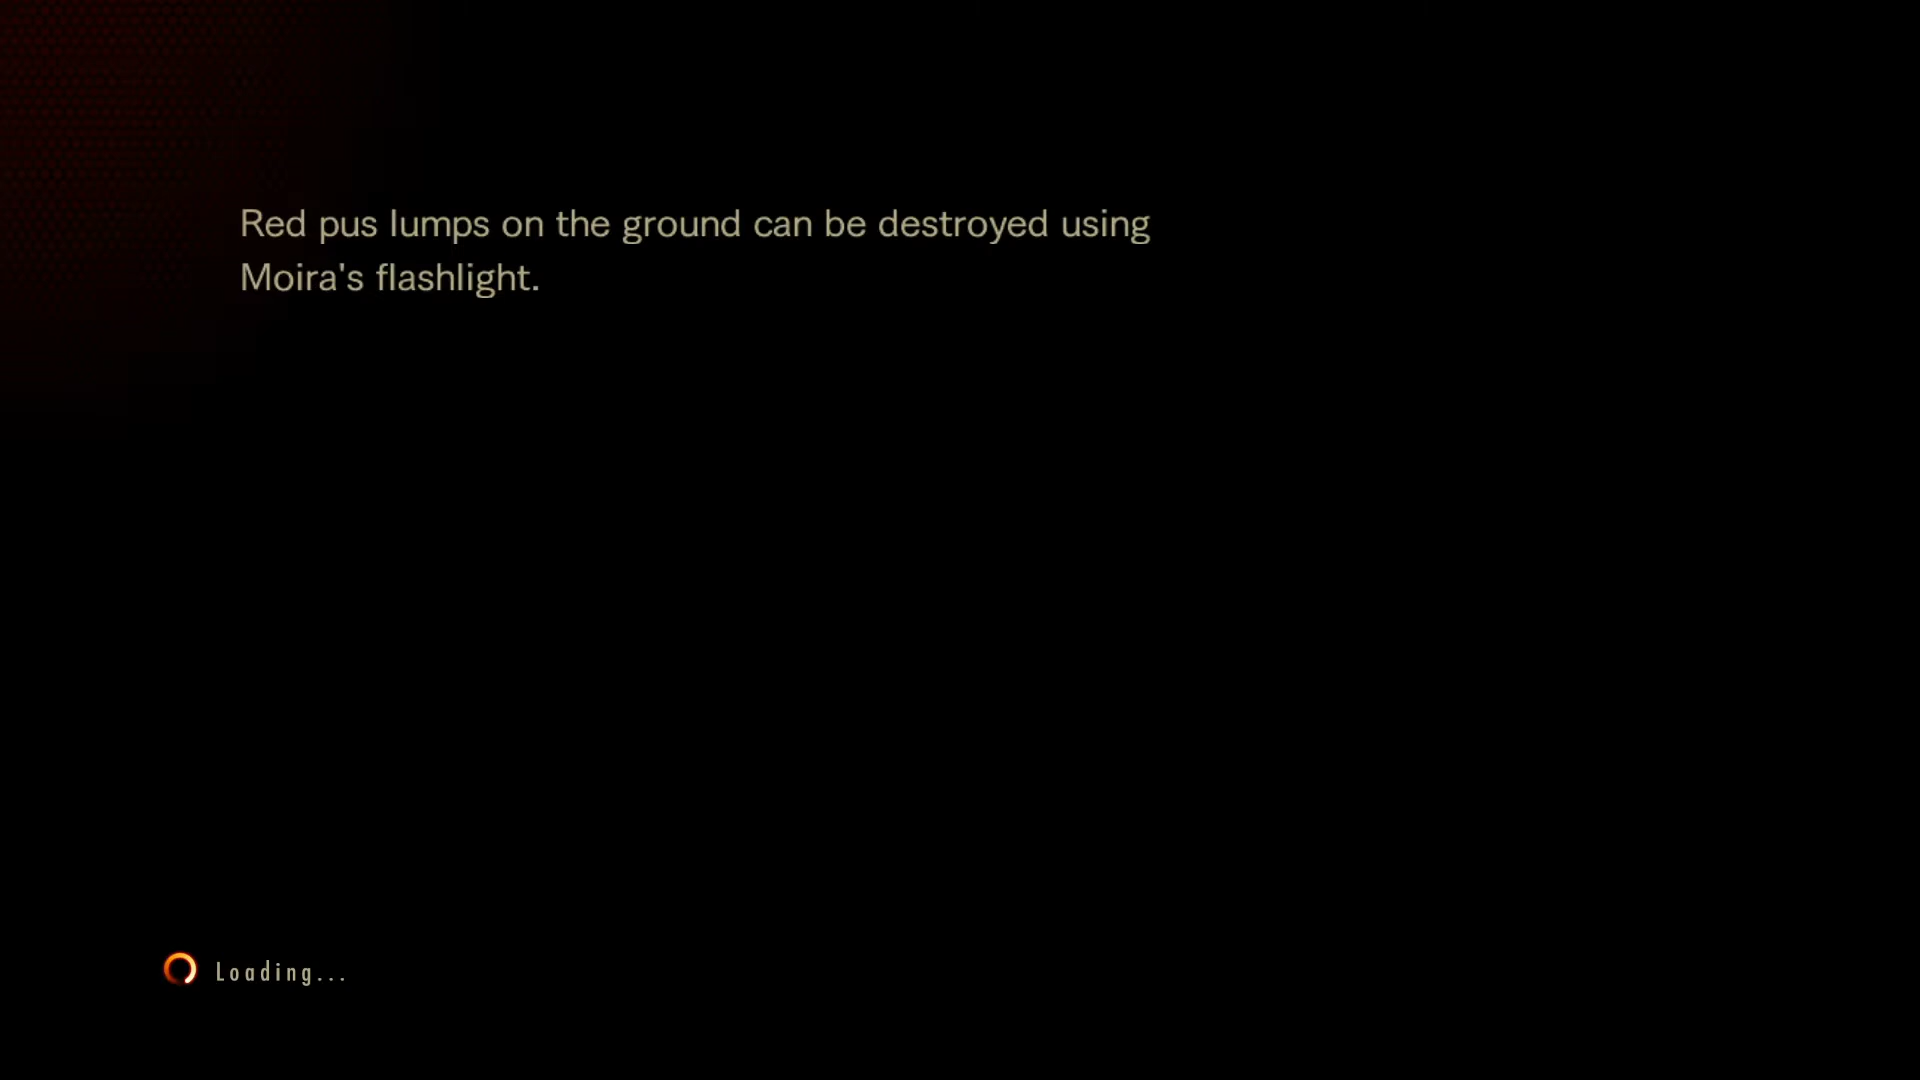 Red pus lumps on the ground can be destroyed using
Moira's flashlight.
Loading...